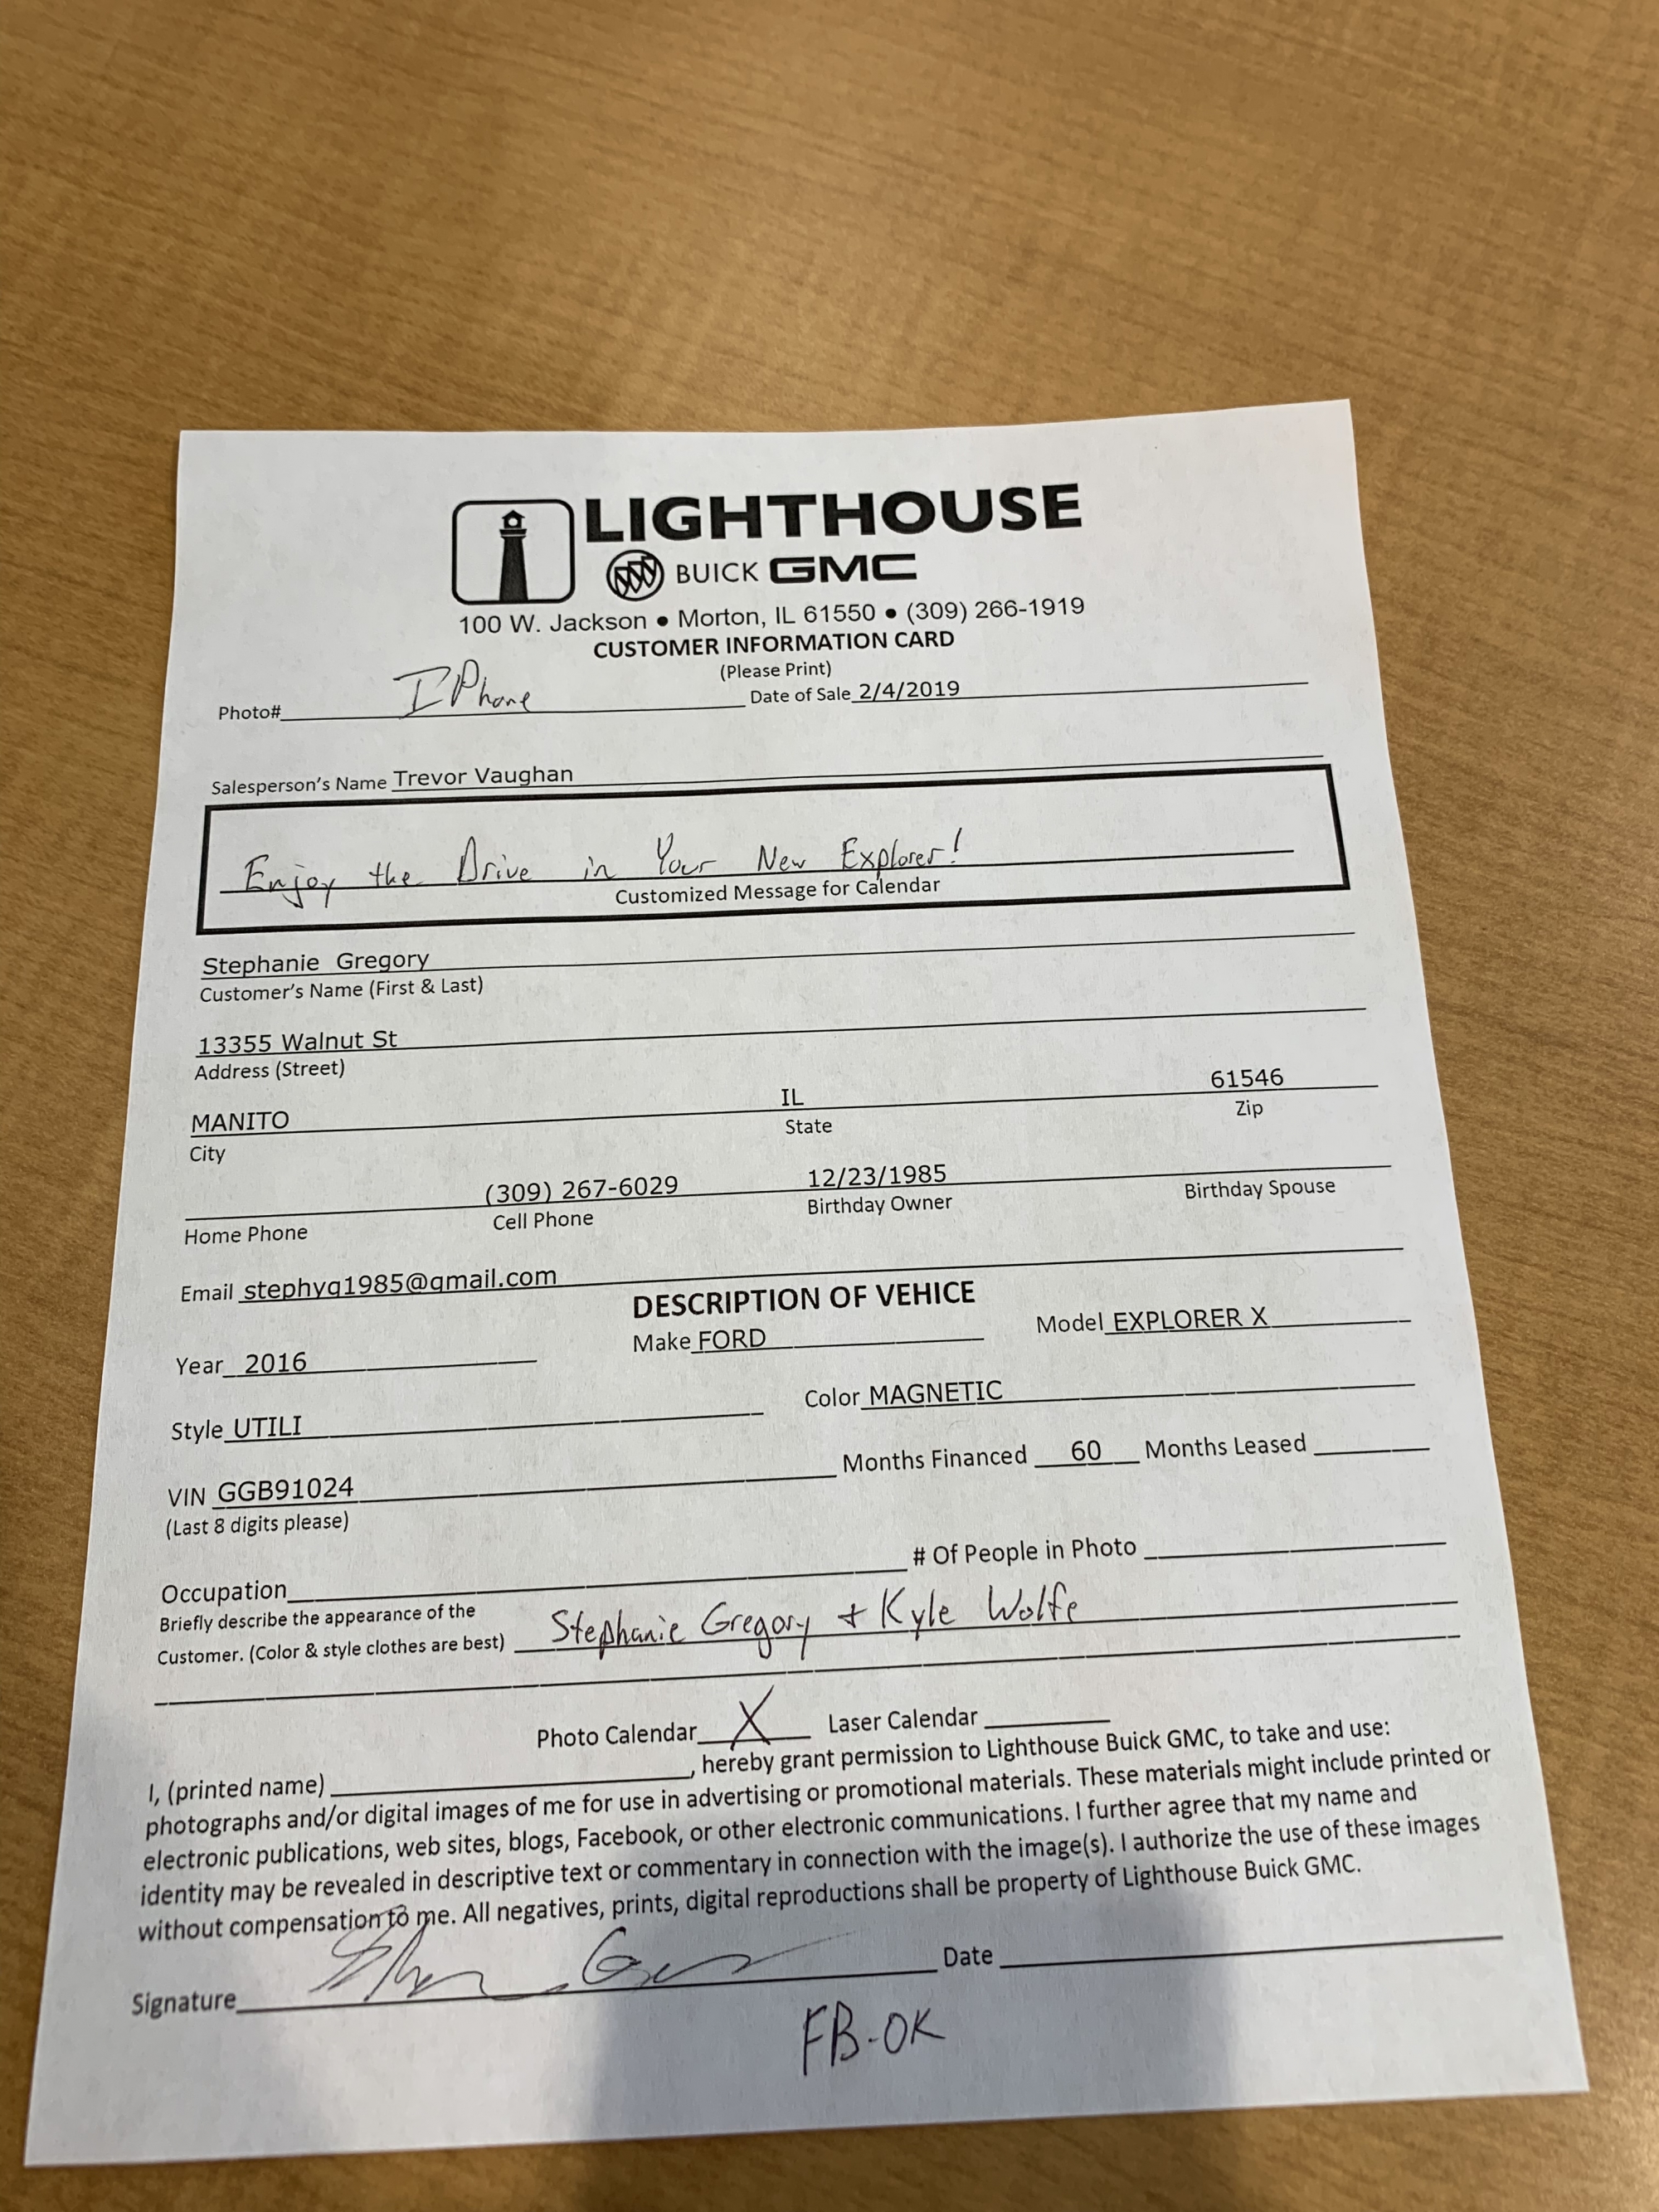 LIGHTHOUSE
BUICK GMC
100 W. Jackson • Morton, IL 61550 • (309) 266-1919
CUSTOMER INFORMATION CARD
(Please Print)
Photo# IPhone Date of Sale 2/4/2019
Salesperson's Name Trevor Vaughan
Enjoy the Drive in Your New Explorer!
Customized Message for Calendar
Stephanie Gregory
Customer's Name (First & Last)
13355 Walnut St
Address (Street)
MANITO IL 61546
City State Zip
(309) 267-6029 12/23/1985
Home Phone Cell Phone Birthday Owner Birthday Spouse
Email stephyg1985@gmail.com
DESCRIPTION OF VEHICE
Year 2016 Make FORD Model EXPLORER X
Style UTILI Color MAGNETIC
VIN GGB91024 Months Financed 60 Months Leased
(Last 8 digits please)
Occupation # Of People in Photo
Briefly describe the appearance of the
Customer. (Color & style clothes are best) Stephanie Gregory + Kyle Wolfe
Photo Calendar X Laser Calendar
I, (printed name) , hereby grant permission to Lighthouse Buick GMC, to take and use:
photographs and/or digital images of me for use in advertising or promotional materials. These materials might include printed or
electronic publications, web sites, blogs, Facebook, or other electronic communications. I further agree that my name and
identity may be revealed in descriptive text or commentary in connection with the image(s). I authorize the use of these images
without compensation to me. All negatives, prints, digital reproductions shall be property of Lighthouse Buick GMC.
Signature Date
FB-OK